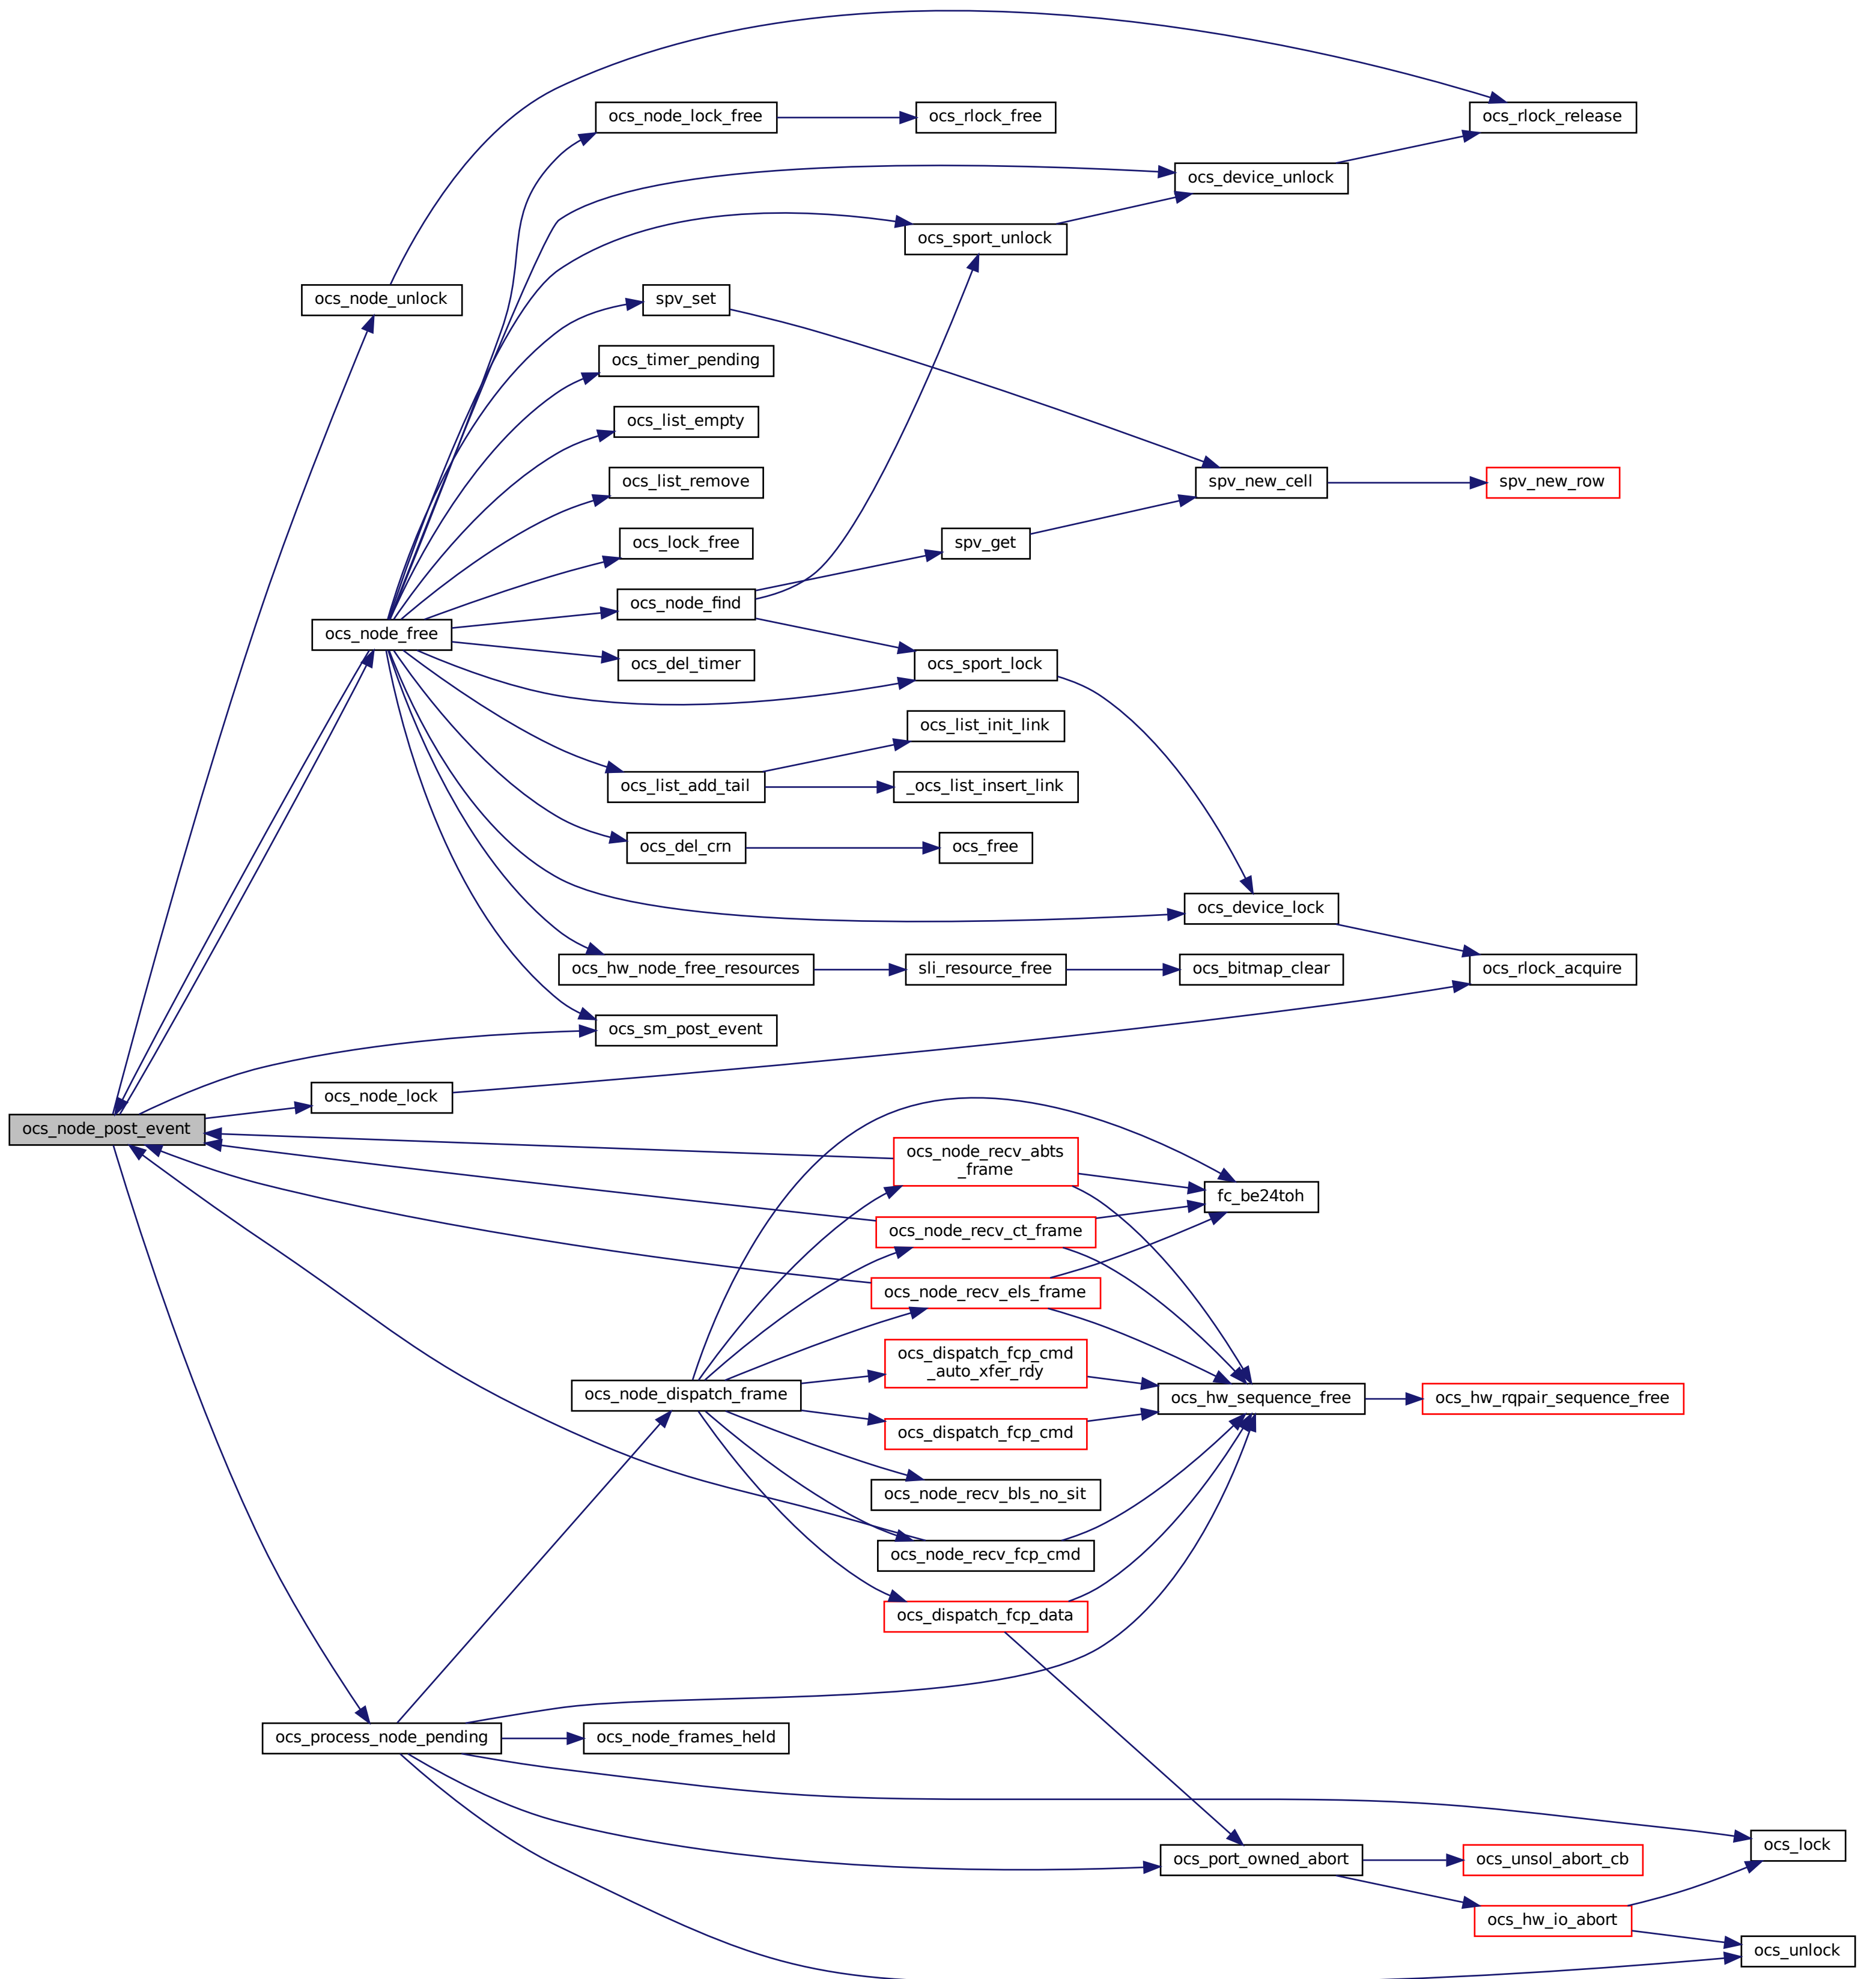 ocs_node_lock_free
ocs_rlock_free
ocs_rlock_release
ocs_device_unlock
ocs_sport_unlock
ocs_node_unlock
spv_set
ocs_timer_pending
ocs_list_empty
ocs_list_remove
spv_new_cell
spv_new_row
ocs_lock_free
spv_get
ocs_node_find
ocs_node_free
ocs_del_timer
ocs_sport_lock
ocs_list_init_link
ocs_list_add_tail
_ocs_list_insert_link
ocs_del_crn
ocs_free
ocs_device_lock
ocs_hw_node_free_resources
sli_resource_free
ocs_bitmap_clear
ocs_rlock_acquire
ocs_sm_post_event
ocs_node_lock
ocs_node_post_event
ocs_node_recv_abts
_frame
fc_be24toh
ocs_node_recv_ct_frame
ocs_node_recv_els_frame
ocs_dispatch_fcp_cmd
_auto_xfer_rdy
ocs_node_dispatch_frame
ocs_hw_sequence_free
ocs_hw_rqpair_sequence_free
ocs_dispatch_fcp_cmd
ocs_node_recv_bls_no_sit
ocs_node_recv_fcp_cmd
ocs_dispatch_fcp_data
ocs_process_node_pending
ocs_node_frames_held
ocs_lock
ocs_port_owned_abort
ocs_unsol_abort_cb
ocs_hw_io_abort
ocs_unlock